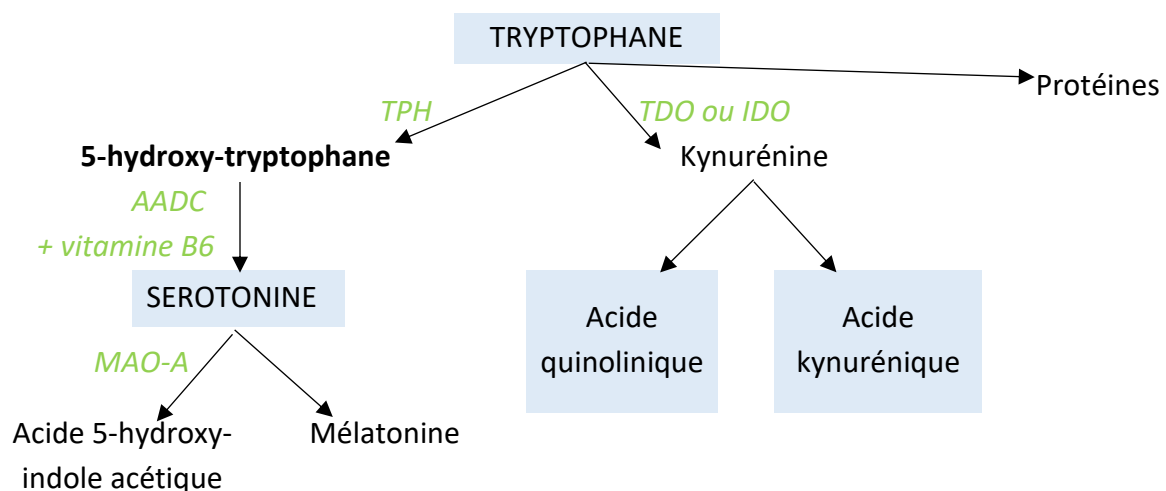 TRYPTOPHANE
Protéines
TPH
TDO ou IDO
5-hydroxy-tryptophane
Kynurénine
AADC
+ vitamine B6
SEROTONINE
Acide
quinolinique
Acide
kynurénique
MAO-A
Acide 5-hydroxy-
indole acétique
Mélatonine